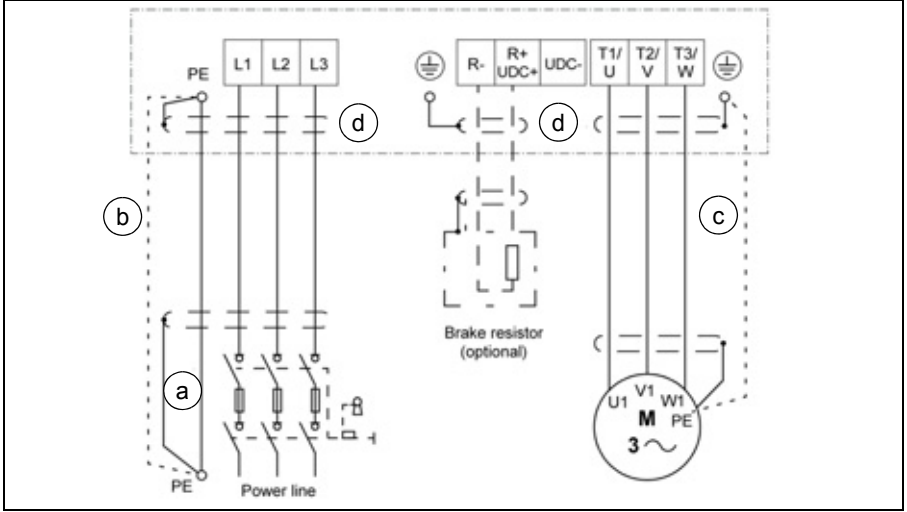 PE
L1
L2
L3
R-
R+
UDC+
UDC-
T1/
U
T2/
V
T3/
W
d
d
b
c
a
Brake resistor
(optional)
U1
V1
W1
M
PE
3
PE
Power line